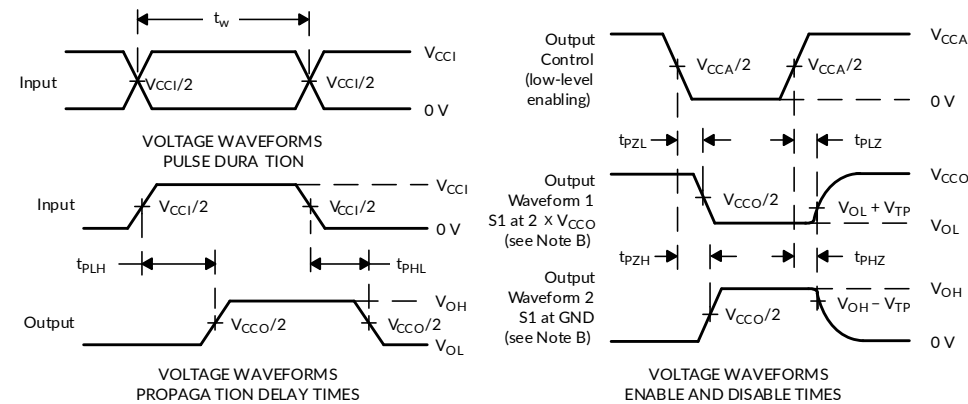 t_w
V_CCI
Input
V_CCI/2
V_CCI/2
0 V
VOLTAGE WAVEFORMS
PULSE DURA TION
V_CCI
Input
V_CCI/2
V_CCI/2
0 V
t_PLH
t_PHL
V_OH
Output
V_CCO/2
V_CCO/2
V_OL
VOLTAGE WAVEFORMS
PROPAGA TION DELAY TIMES
Output
Control
(low-level
enabling)
V_CCA
V_CCA/2
V_CCA/2
0 V
t_PZL
t_PLZ
Output
Waveform 1
S1 at 2 x V_CCO
(see Note B)
V_CCO
V_CCO/2
V_OL + V_TP
V_OL
t_PZH
t_PHZ
Output
Waveform 2
S1 at GND
(see Note B)
V_OH
V_OH – V_TP
V_CCO/2
0 V
VOLTAGE WAVEFORMS
ENABLE AND DISABLE TIMES